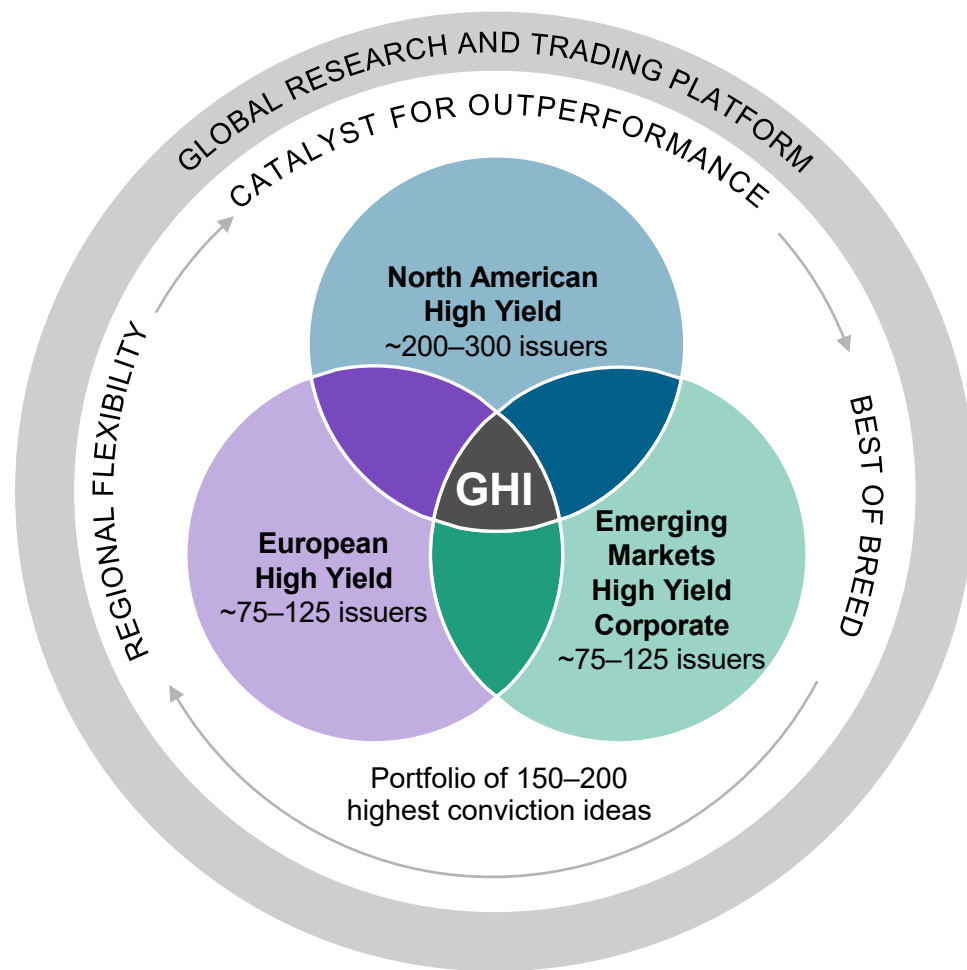 GLOBAL RESEARCH AND TRADING PLATFORM
CATALYST FOR OUTPERFORMANCE
REGIONAL FLEXIBILITY
BEST OF BREED
North American
High Yield
~200–300 issuers
GHI
European
High Yield
~75–125 issuers
Emerging
Markets
High Yield
Corporate
~75–125 issuers
Portfolio of 150–200
highest conviction ideas